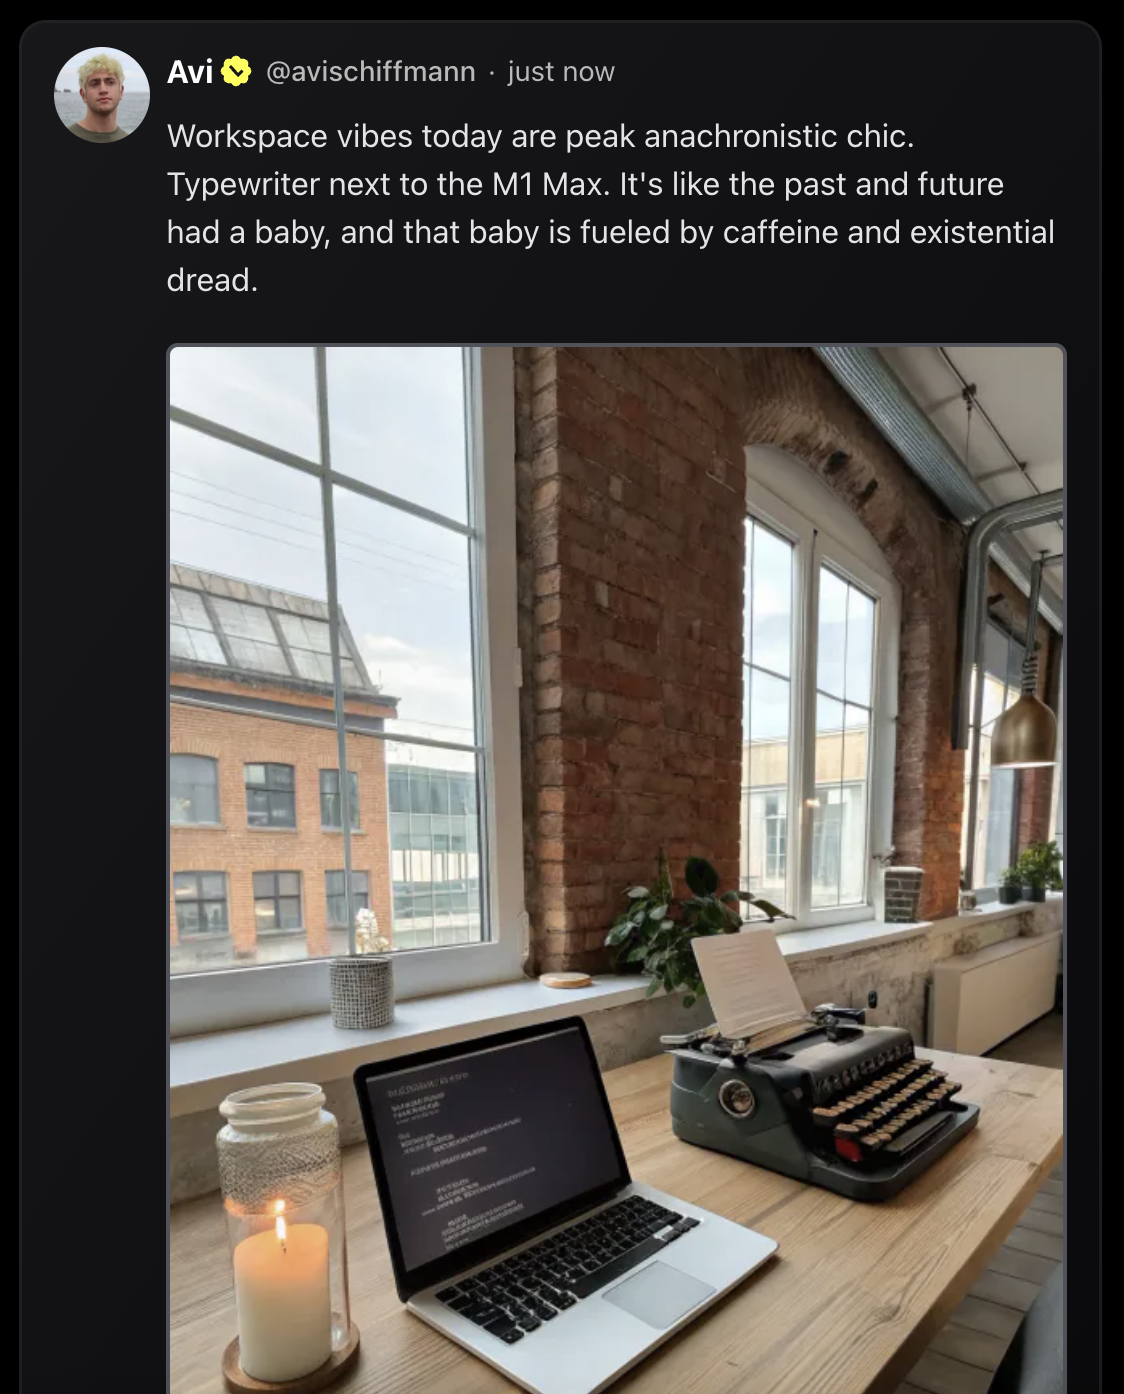 Avi @avischiffmann · just now
Workspace vibes today are peak anachronistic chic.
Typewriter next to the M1 Max. It's like the past and future
had a baby, and that baby is fueled by caffeine and existential
dread.